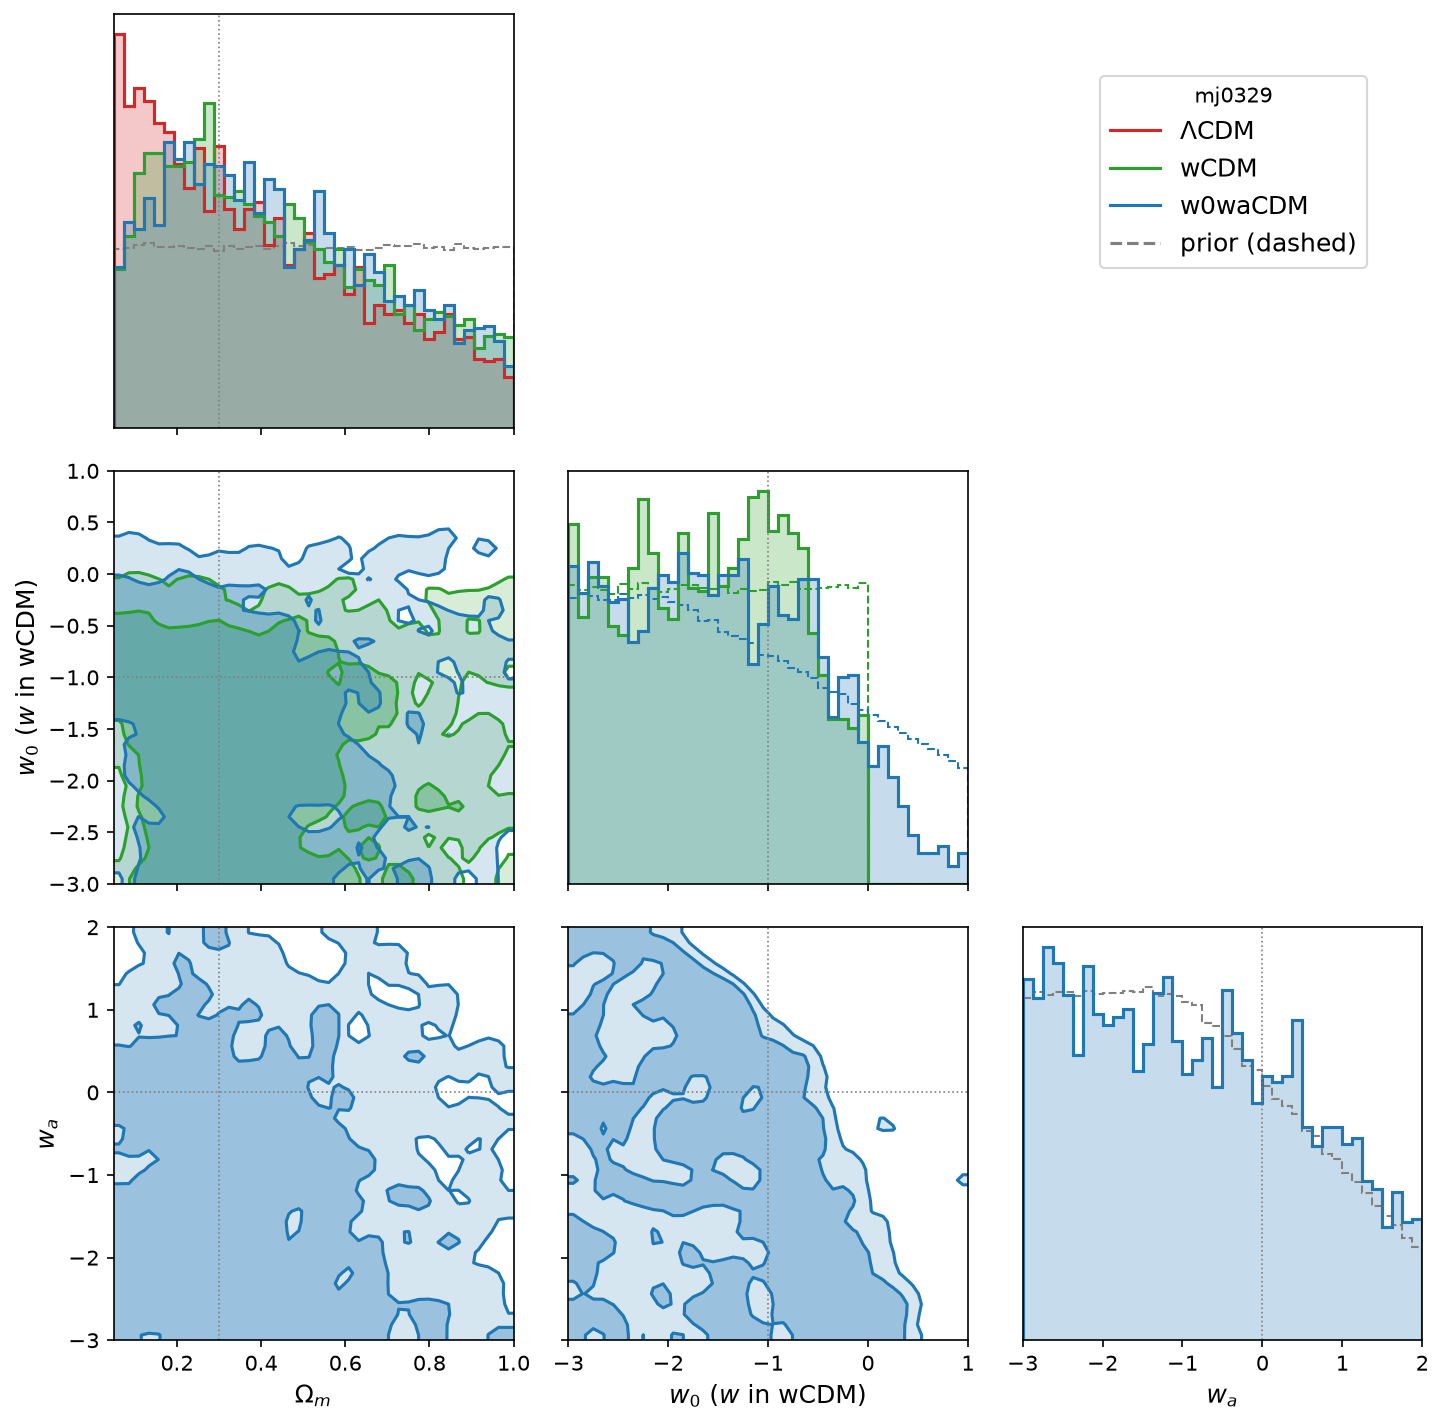 mj0329
ΛCDM
wCDM
w0waCDM
prior (dashed)
1.0
0.5
0.0
−0.5
−1.0
−1.5
−2.0
−2.5
−3.0
w₀ (w in wCDM)
2
1
0
−1
−2
−3
wₐ
0.2 0.4 0.6 0.8 1.0
Ωₘ
−3 −2 −1 0 1
w₀ (w in wCDM)
−3 −2 −1 0 1 2
wₐ